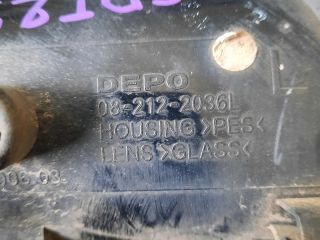 DEPO
08-212-2036L
HOUSING >PES<
LENS >GLASS<